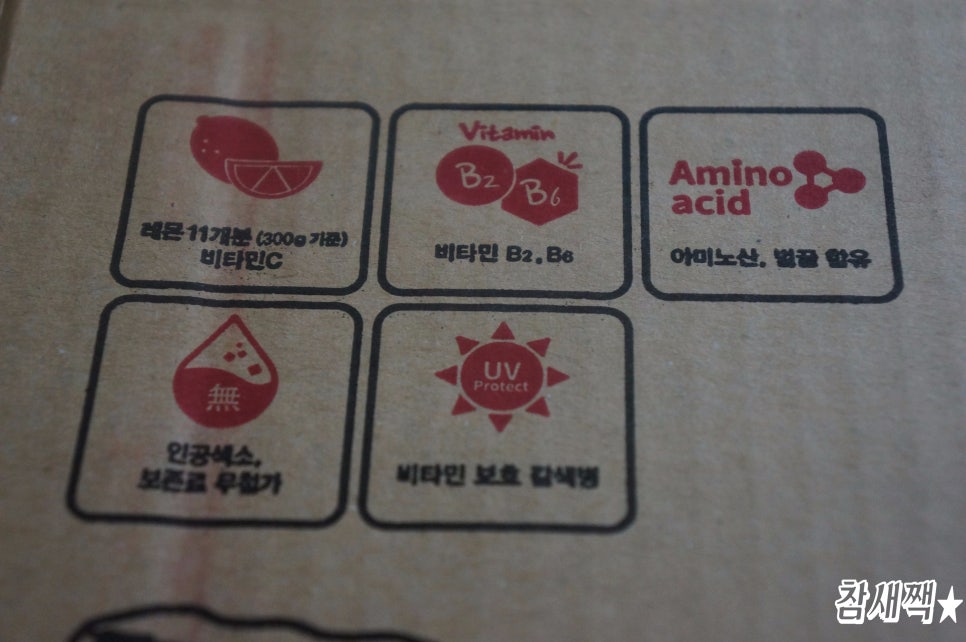 레몬 11개분 (300g 기준)
비타민C
Vitamin
B2
B6
비타민 B2, B6
Amino
acid
아미노산, 벌꿀 함유
無
인공색소,
보존료 무첨가
UV
Protect
비타민 보호 갈색병
참새짹★